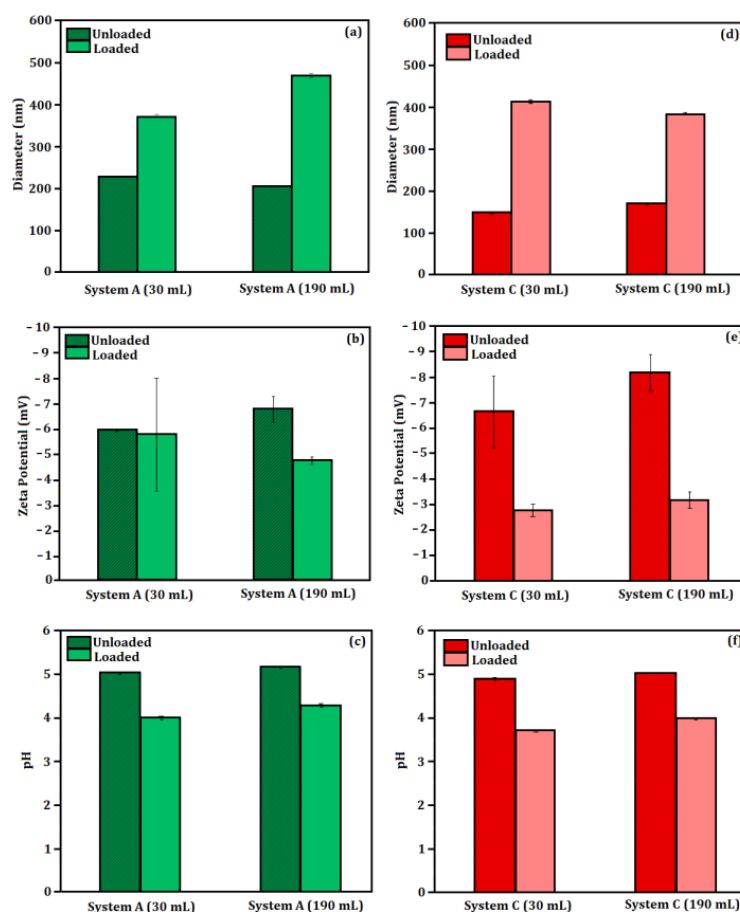 (a)
Unloaded
Loaded
600
500
400
300
200
100
0
Diameter (nm)
System A (30 mL)
System A (190 mL)
(d)
Unloaded
Loaded
600
500
400
300
200
100
0
Diameter (nm)
System C (30 mL)
System C (190 mL)
(b)
Unloaded
Loaded
– 10
– 9
– 8
–7
–6
–5
–4
–3
–2
–1
0
Zeta Potential (mV)
System A (30 mL)
System A (190 mL)
(e)
Unloaded
Loaded
– 10
– 9
– 8
–7
–6
–5
–4
–3
–2
–1
0
Zeta Potential (mV)
System C (30 mL)
System C (190 mL)
(c)
Unloaded
Loaded
6
5
4
3
2
1
0
pH
System A (30 mL)
System A (190 mL)
(f)
Unloaded
Loaded
6
5
4
3
2
1
0
pH
System C (30 mL)
System C (190 mL)